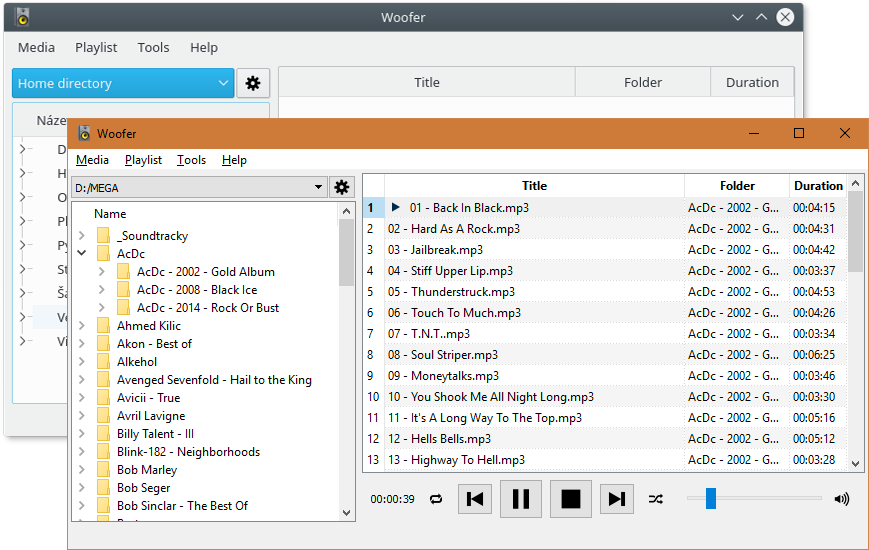 Woofer
Media Playlist Tools Help
Home directory
Title Folder Duration
Woofer
Media Playlist Tools Help
D:/MEGA
Name
_Soundtracky
AcDc
AcDc - 2002 - Gold Album
AcDc - 2008 - Black Ice
AcDc - 2014 - Rock Or Bust
Ahmed Kilic
Akon - Best of
Alkehol
Avenged Sevenfold - Hail to the King
Avicii - True
Avril Lavigne
Billy Talent - III
Blink-182 - Neighborhoods
Bob Marley
Bob Seger
Bob Sinclar - The Best Of
Title Folder Duration
1 01 - Back In Black.mp3 AcDc - 2002 - G... 00:04:15
2 02 - Hard As A Rock.mp3 AcDc - 2002 - G... 00:04:31
3 03 - Jailbreak.mp3 AcDc - 2002 - G... 00:04:42
4 04 - Stiff Upper Lip.mp3 AcDc - 2002 - G... 00:03:37
5 05 - Thunderstruck.mp3 AcDc - 2002 - G... 00:04:53
6 06 - Touch To Much.mp3 AcDc - 2002 - G... 00:04:26
7 07 - T.N.T..mp3 AcDc - 2002 - G... 00:03:34
8 08 - Soul Striper.mp3 AcDc - 2002 - G... 00:06:25
9 09 - Moneytalks.mp3 AcDc - 2002 - G... 00:03:46
10 10 - You Shook Me All Night Long.mp3 AcDc - 2002 - G... 00:03:30
11 11 - It's A Long Way To The Top.mp3 AcDc - 2002 - G... 00:05:16
12 12 - Hells Bells.mp3 AcDc - 2002 - G... 00:05:12
13 13 - Highway To Hell.mp3 AcDc - 2002 - G... 00:03:28
00:00:39